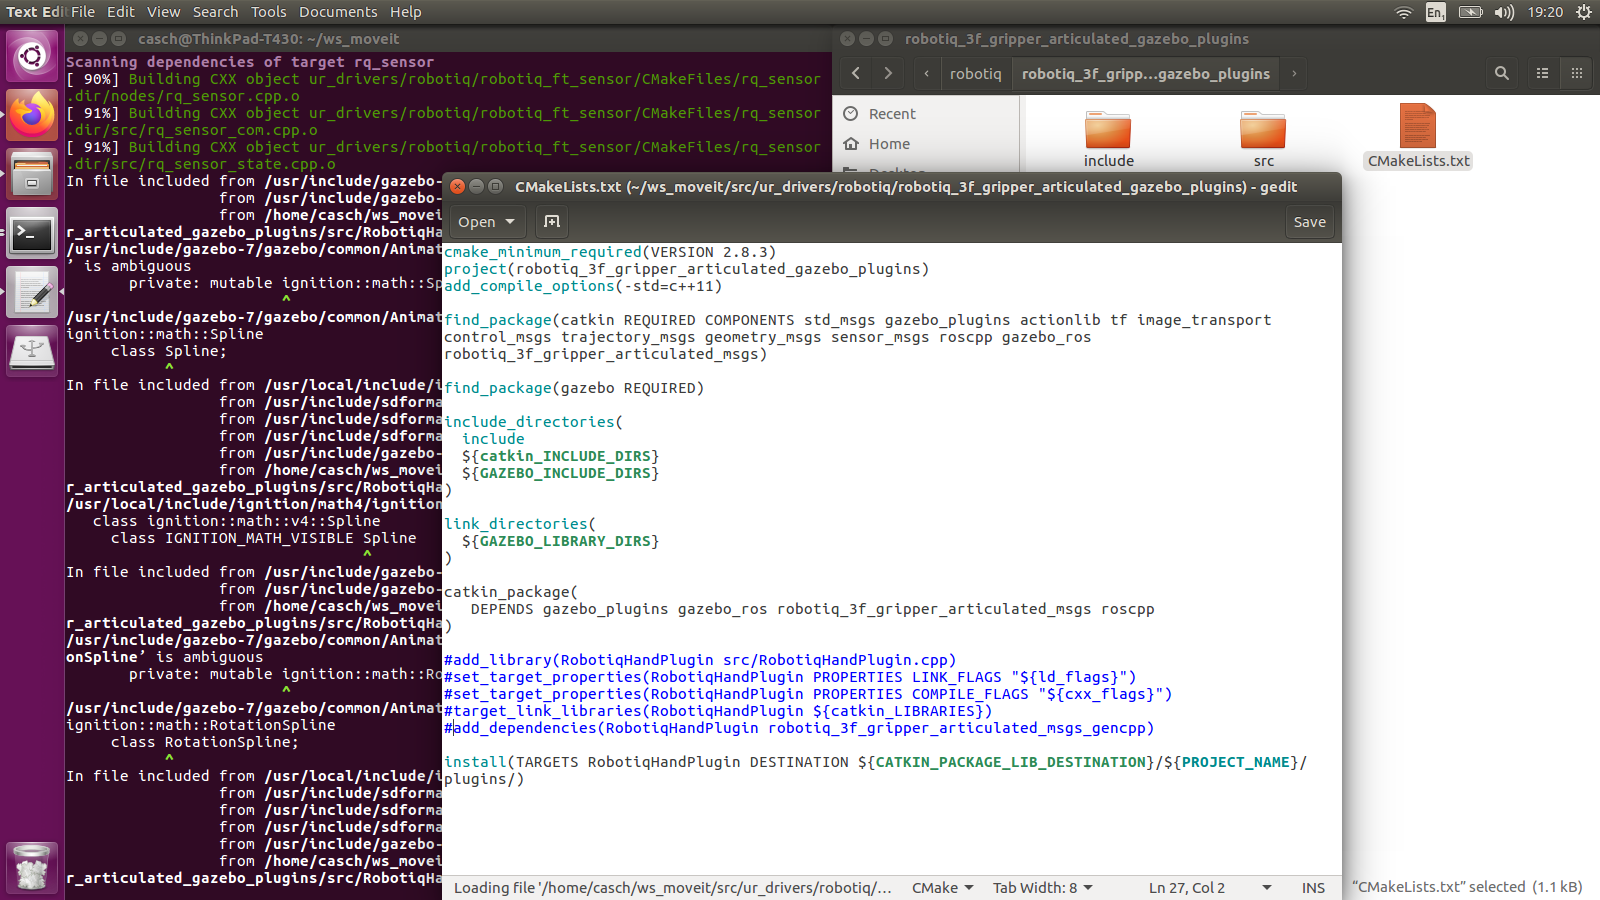 Text Edi File Edit View Search Tools Documents Help
En1
19:20
casch@ThinkPad-T430: ~/ws_moveit
Scanning dependencies of target rq_sensor
[ 90%] Building CXX object ur_drivers/robotiq/robotiq_ft_sensor/CMakeFiles/rq_sensor
.dir/nodes/rq_sensor.cpp.o
[ 91%] Building CXX object ur_drivers/robotiq/robotiq_ft_sensor/CMakeFiles/rq_sensor
.dir/src/rq_sensor_com.cpp.o
[ 91%] Building CXX object ur_drivers/robotiq/robotiq_ft_sensor/CMakeFiles/rq_sensor
.dir/src/rq_sensor_state.cpp.o
In file included from /usr/include/gazebo-
from /usr/include/gazebo-
from /home/casch/ws_movei
r_articulated_gazebo_plugins/src/RobotiqHa
/usr/include/gazebo-7/gazebo/common/Animat
’ is ambiguous
private: mutable ignition::math::Sp
^
/usr/include/gazebo-7/gazebo/common/Animat
ignition::math::Spline
class Spline;
^
In file included from /usr/local/include/i
from /usr/include/sdforma
from /usr/include/sdforma
from /usr/include/sdforma
from /usr/include/gazebo-
from /home/casch/ws_movei
r_articulated_gazebo_plugins/src/RobotiqHa
/usr/local/include/ignition/math4/ignition
class ignition::math::v4::Spline
class IGNITION_MATH_VISIBLE Spline
^
In file included from /usr/include/gazebo-
from /usr/include/gazebo-
from /home/casch/ws_movei
r_articulated_gazebo_plugins/src/RobotiqHa
/usr/include/gazebo-7/gazebo/common/Animat
onSpline’ is ambiguous
private: mutable ignition::math::Ro
^
/usr/include/gazebo-7/gazebo/common/Animat
ignition::math::RotationSpline
class RotationSpline;
^
In file included from /usr/local/include/i
from /usr/include/sdforma
from /usr/include/sdforma
from /usr/include/sdforma
from /usr/include/gazebo-
from /home/casch/ws_movei
r_articulated_gazebo_plugins/src/RobotiqHa
robotiq_3f_gripper_articulated_gazebo_plugins
robotiq
robotiq_3f_gripp...gazebo_plugins
Recent
Home
include
src
CMakeLists.txt
CMakeLists.txt (~/ws_moveit/src/ur_drivers/robotiq/robotiq_3f_gripper_articulated_gazebo_plugins) - gedit
Open
Save
cmake_minimum_required(VERSION 2.8.3)
project(robotiq_3f_gripper_articulated_gazebo_plugins)
add_compile_options(-std=c++11)
find_package(catkin REQUIRED COMPONENTS std_msgs gazebo_plugins actionlib tf image_transport
control_msgs trajectory_msgs geometry_msgs sensor_msgs roscpp gazebo_ros
robotiq_3f_gripper_articulated_msgs)
find_package(gazebo REQUIRED)
include_directories(
include
${catkin_INCLUDE_DIRS}
${GAZEBO_INCLUDE_DIRS}
)
link_directories(
${GAZEBO_LIBRARY_DIRS}
)
catkin_package(
DEPENDS gazebo_plugins gazebo_ros robotiq_3f_gripper_articulated_msgs roscpp
)
#add_library(RobotiqHandPlugin src/RobotiqHandPlugin.cpp)
#set_target_properties(RobotiqHandPlugin PROPERTIES LINK_FLAGS "${ld_flags}")
#set_target_properties(RobotiqHandPlugin PROPERTIES COMPILE_FLAGS "${cxx_flags}")
#target_link_libraries(RobotiqHandPlugin ${catkin_LIBRARIES})
#add_dependencies(RobotiqHandPlugin robotiq_3f_gripper_articulated_msgs_gencpp)
install(TARGETS RobotiqHandPlugin DESTINATION ${CATKIN_PACKAGE_LIB_DESTINATION}/${PROJECT_NAME}/
plugins/)
Loading file '/home/casch/ws_moveit/src/ur_drivers/robotiq/...
CMake
Tab Width: 8
Ln 27, Col 2
INS
“CMakeLists.txt” selected (1.1 kB)